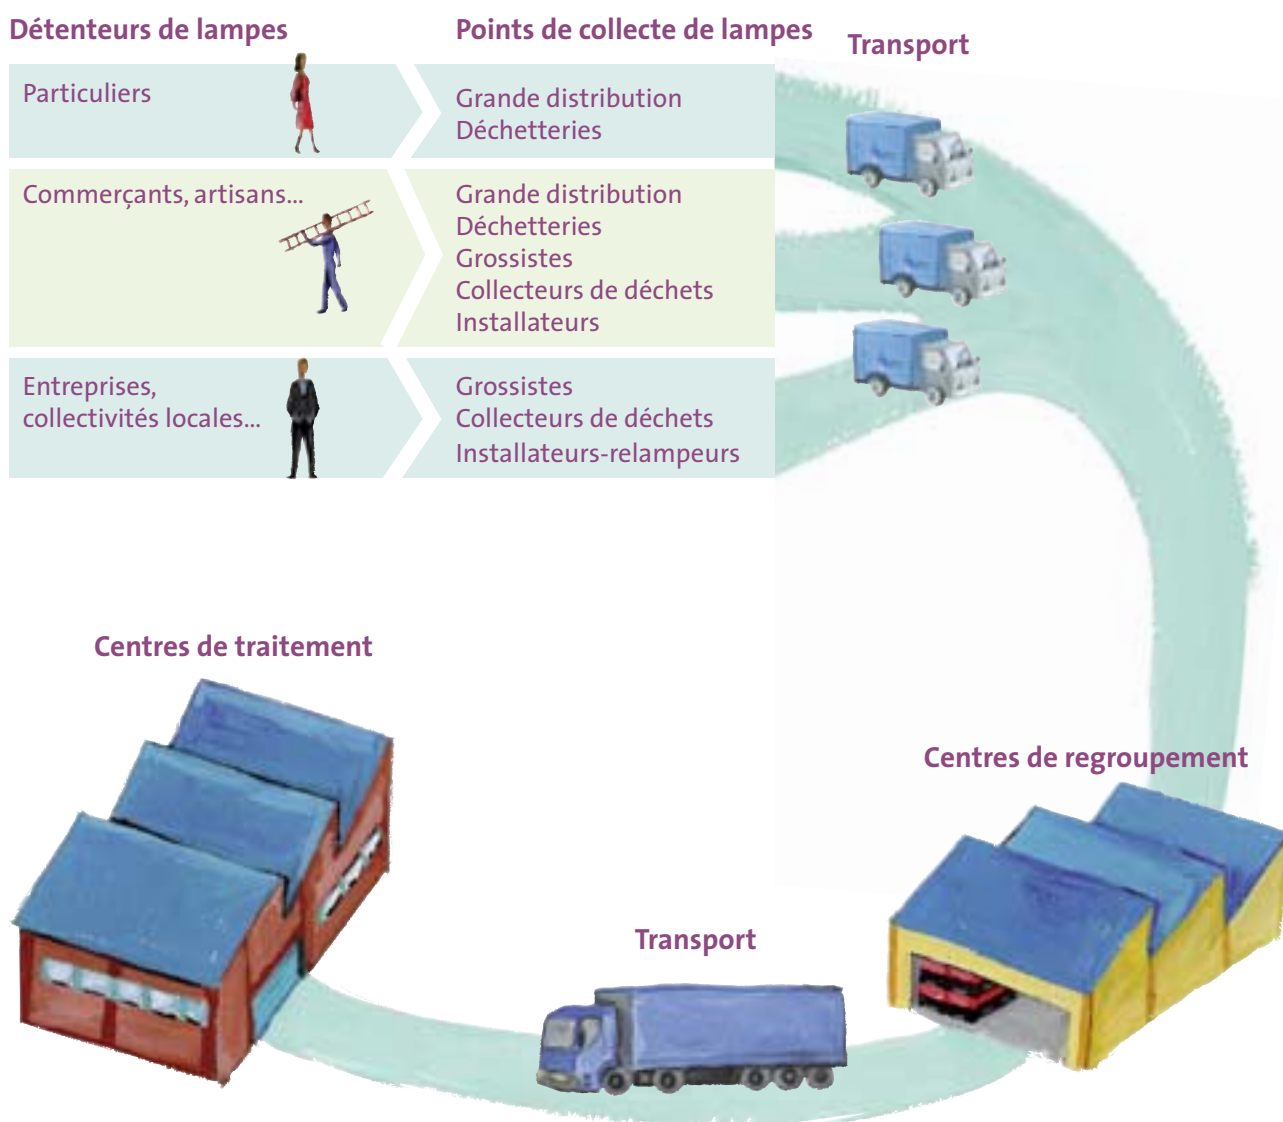 Détenteurs de lampes
Points de collecte de lampes
Transport
Particuliers
Grande distribution
Déchetteries
Commerçants, artisans...
Grande distribution
Déchetteries
Grossistes
Collecteurs de déchets
Installateurs
Entreprises,
collectivités locales...
Grossistes
Collecteurs de déchets
Installateurs-relampeurs
Centres de traitement
Centres de regroupement
Transport